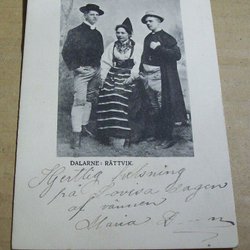 DALARNE: RÄTTVIK.
Hjertlig helsning
på Lovisa dagen
af vännen
Maria D—n